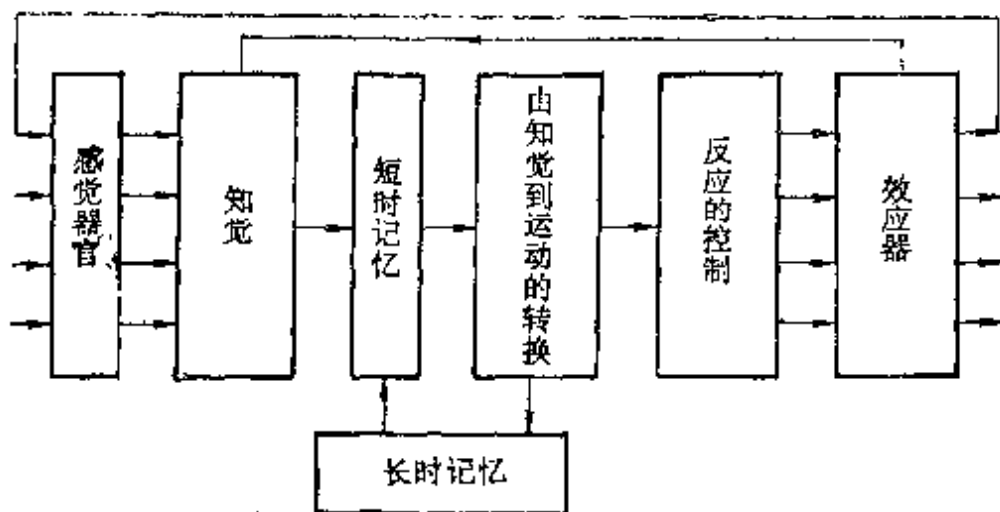 感觉器官
知觉
短时记忆
由知觉到运动的转换
反应的控制
效应器
长时记忆